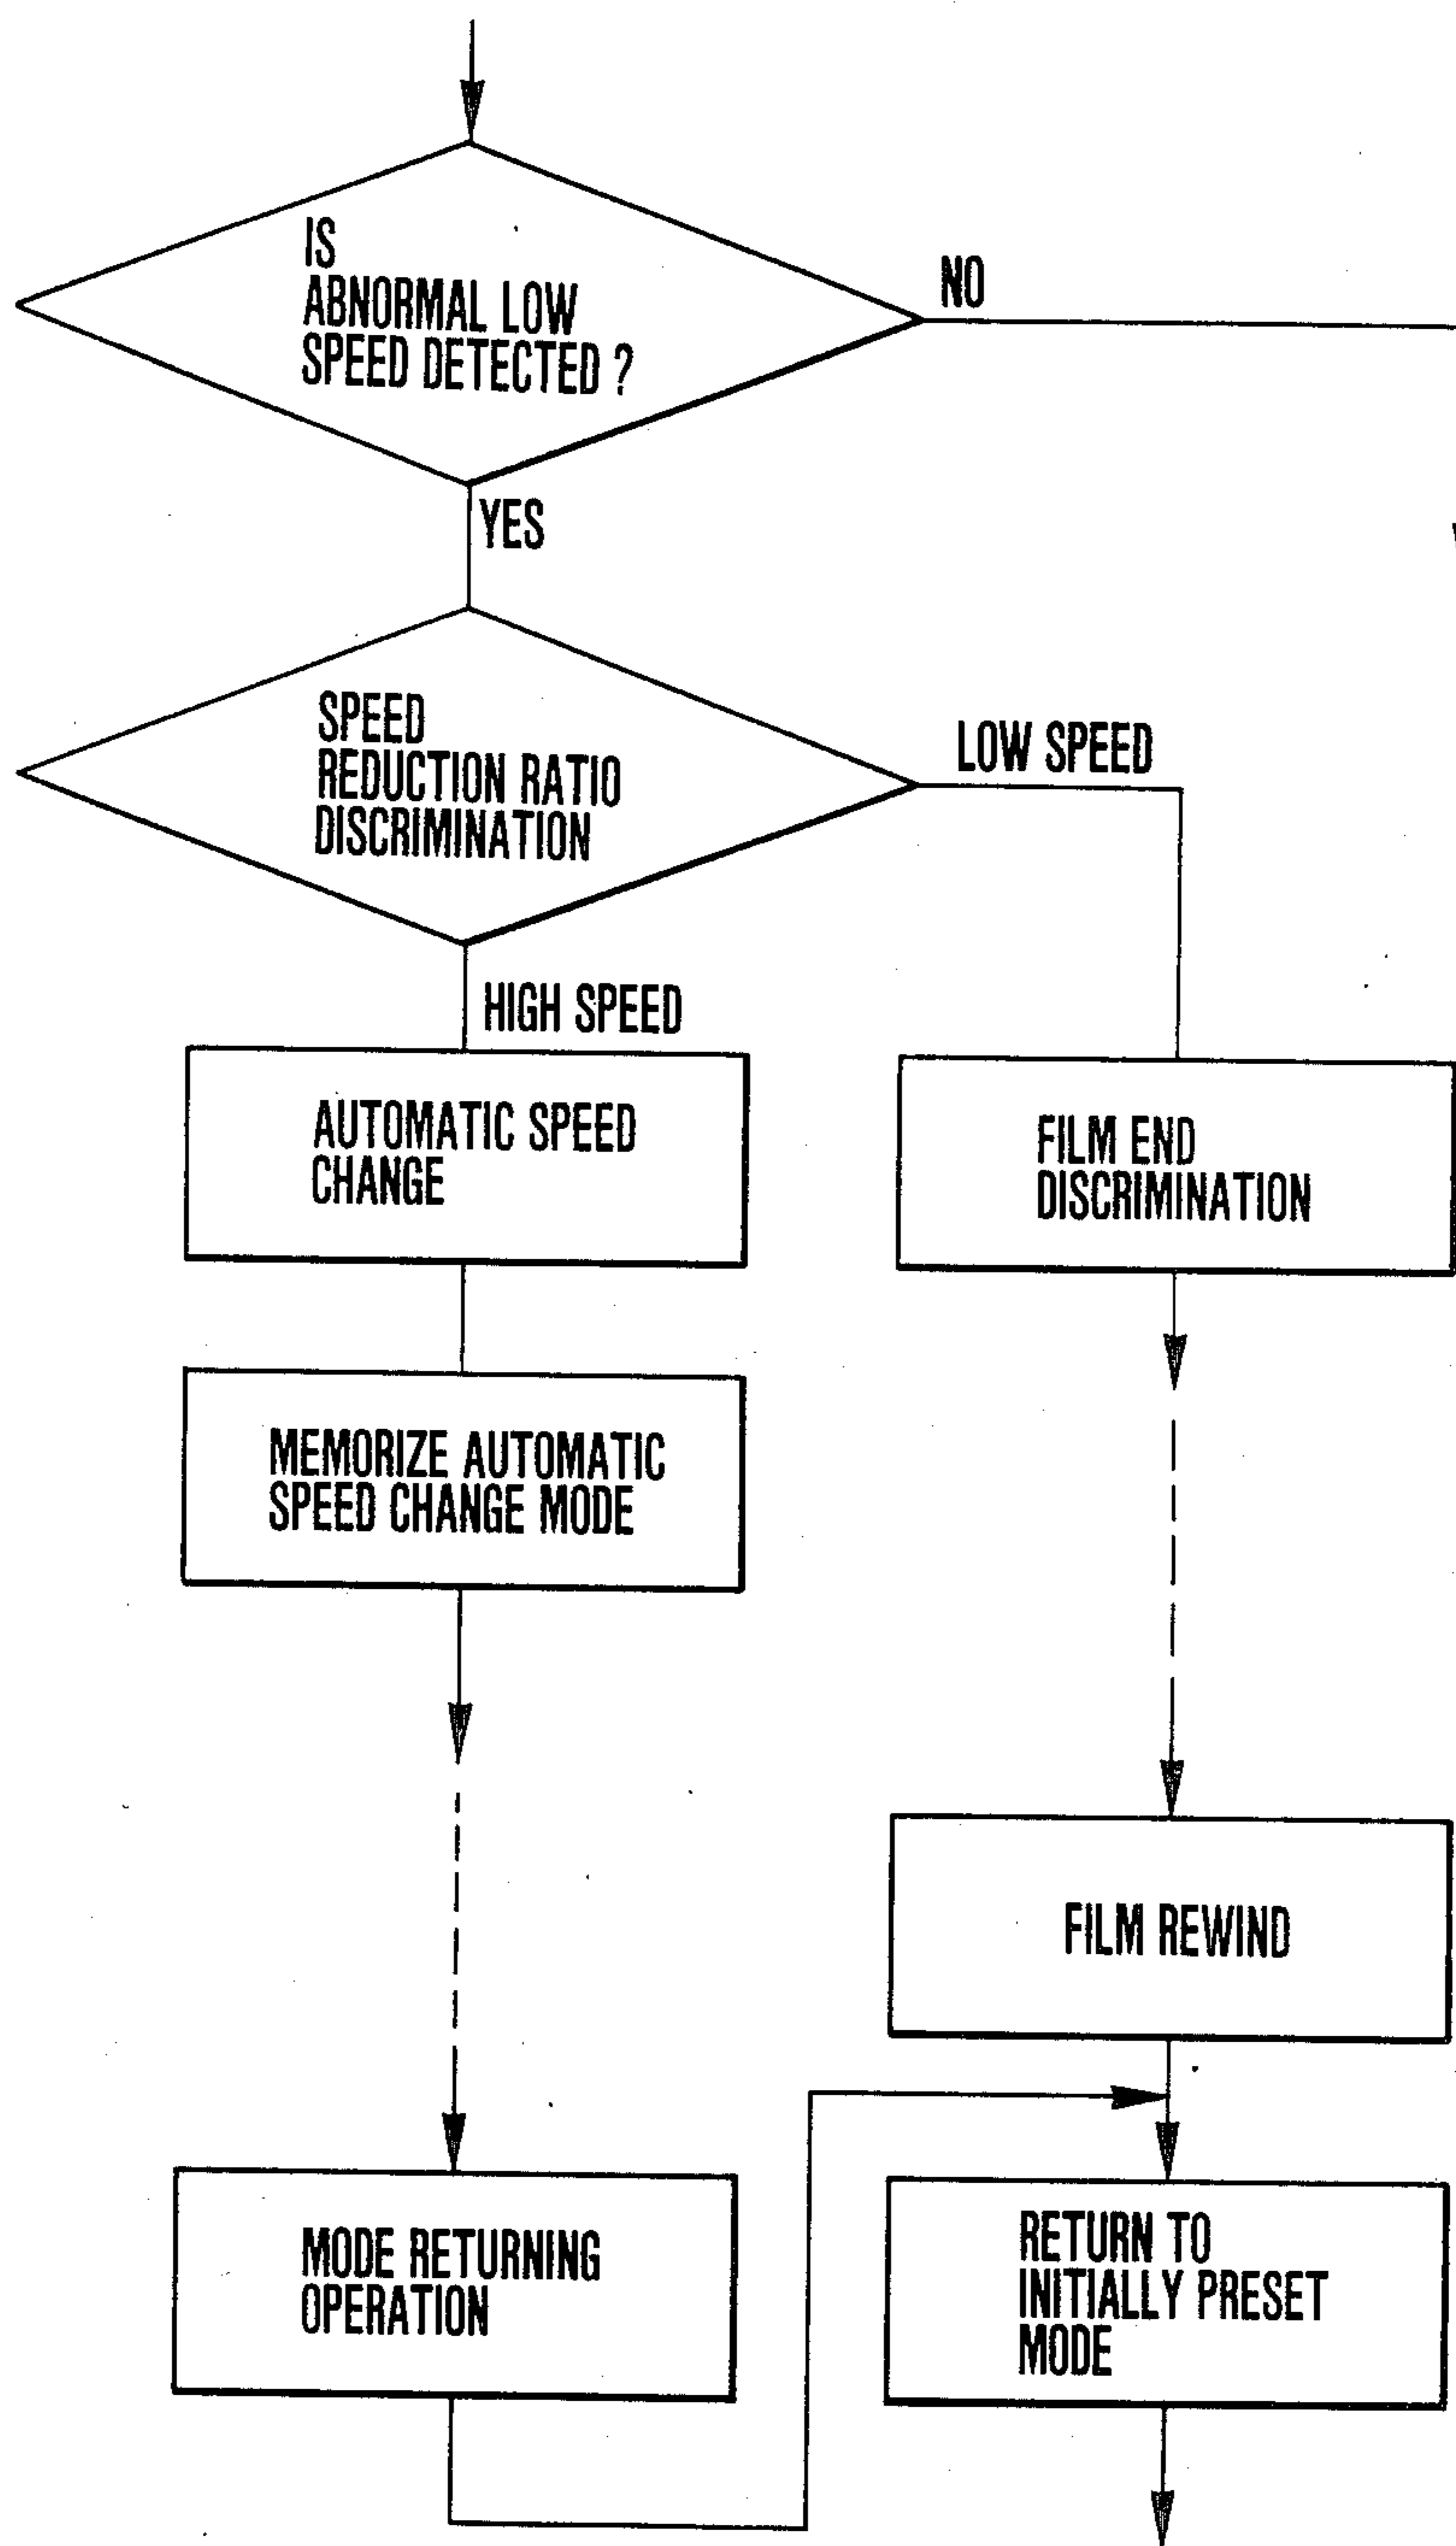 IS
ABNORMAL LOW
SPEED DETECTED ?
NO
YES
SPEED
REDUCTION RATIO
DISCRIMINATION
LOW SPEED
HIGH SPEED
AUTOMATIC SPEED
CHANGE
FILM END
DISCRIMINATION
MEMORIZE AUTOMATIC
SPEED CHANGE MODE
FILM REWIND
MODE RETURNING
OPERATION
RETURN TO
INITIALLY PRESET
MODE